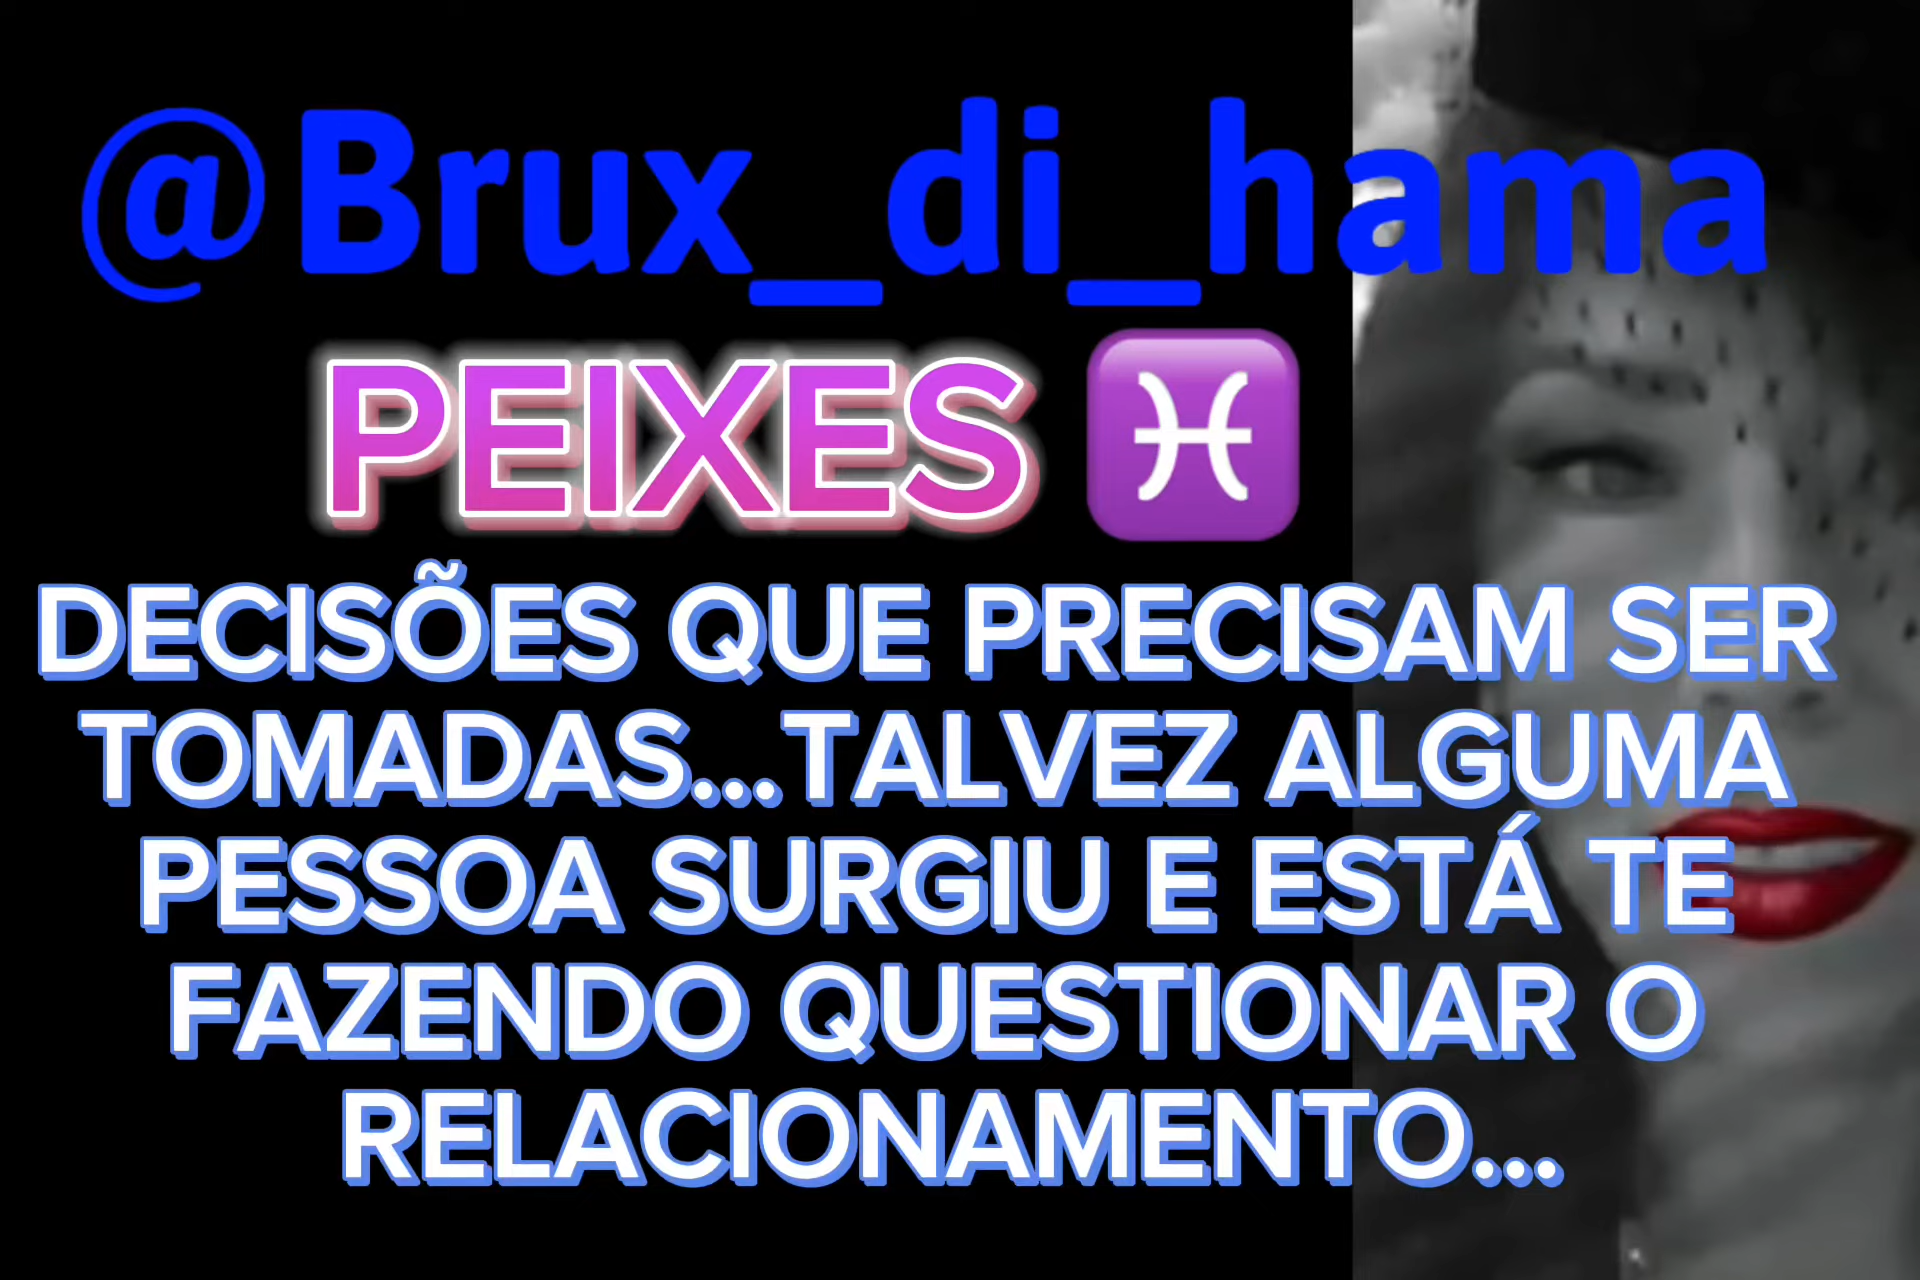 @Brux_di_hama
PEIXES ♓
DECISÕES QUE PRECISAM SER
TOMADAS...TALVEZ ALGUMA
PESSOA SURGIU E ESTÁ TE
FAZENDO QUESTIONAR O
RELACIONAMENTO...